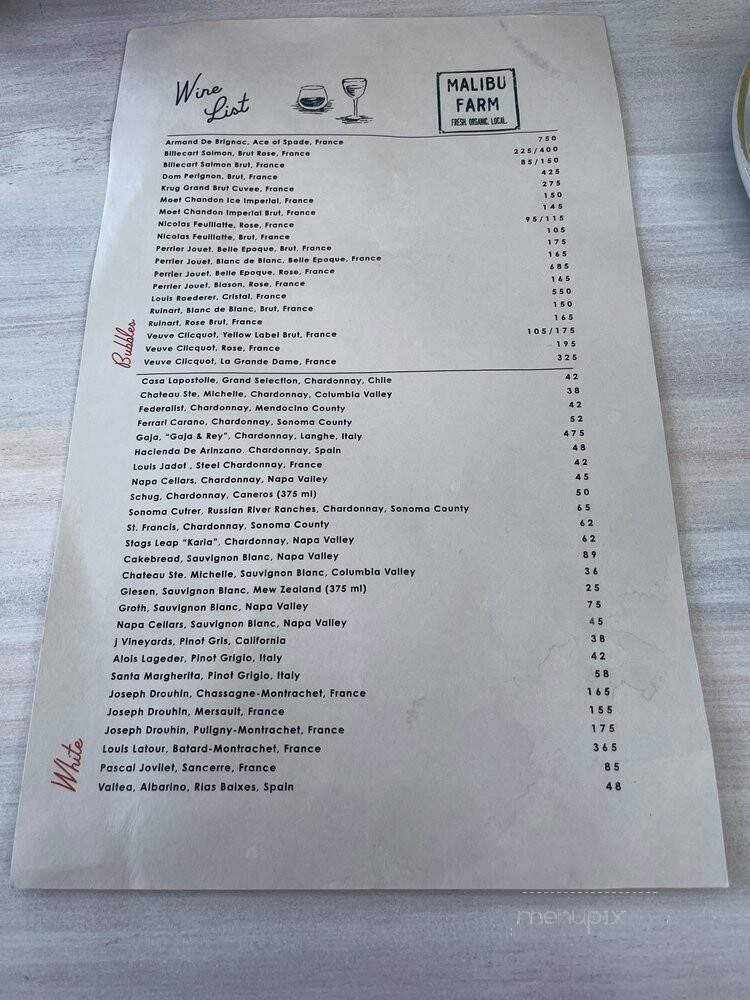 Wine List
MALIBU FARM
FRESH. ORGANIC. LOCAL.
Armand De Brignac, Ace of Spade, France 750
Billecart Salmon, Brut Rose, France 225/400
Billecart Salmon Brut, France 85/150
Dom Perignon, Brut, France 425
Krug Grand Brut Cuvee, France 275
Moet Chandon Ice Imperial, France 150
Moet Chandon Imperial Brut, France 145
Nicolas Feuillatte, Rose, France 95/115
Nicolas Feuillatte, Brut, France 105
Perrier Jouet, Belle Epoque, Brut, France 175
Perrier Jouet, Blanc de Blanc, Belle Epoque, France 165
Perrier Jouet, Belle Epoque, Rose, France 685
Perrier Jouet, Blason, Rose, France 165
Louis Roederer, Cristal, France 550
Ruinart, Blanc de Blanc, Brut, France 150
Ruinart, Rose Brut, France 165
Veuve Clicquot, Yellow Label Brut, France 105/175
Veuve Clicquot, Rose, France 195
Veuve Clicquot, La Grande Dame, France 325
Bubbles
Casa Lapostolle, Grand Selection, Chardonnay, Chile 42
Chateau Ste. Michelle, Chardonnay, Columbia Valley 38
Federalist, Chardonnay, Mendocino County 42
Ferrari Carano, Chardonnay, Sonoma County 52
Gaja, "Gaja & Rey", Chardonnay, Langhe, Italy 475
Hacienda De Arinzano, Chardonnay, Spain 48
Louis Jadot , Steel Chardonnay, France 42
Napa Cellars, Chardonnay, Napa Valley 45
Schug, Chardonnay, Caneros (375 ml) 50
Sonoma Cutrer, Russian River Ranches, Chardonnay, Sonoma County 65
St. Francis, Chardonnay, Sonoma County 62
Stags Leap "Karia", Chardonnay, Napa Valley 62
Cakebread, Sauvignon Blanc, Napa Valley 89
Chateau Ste. Michelle, Sauvignon Blanc, Columbia Valley 36
Giesen, Sauvignon Blanc, Mew Zealand (375 ml) 25
Groth, Sauvignon Blanc, Napa Valley 75
Napa Cellars, Sauvignon Blanc, Napa Valley 45
j Vineyards, Pinot Gris, California 38
Alois Lageder, Pinot Grigio, Italy 42
Santa Margherita, Pinot Grigio, Italy 58
Joseph Drouhin, Chassagne-Montrachet, France 165
Joseph Drouhin, Mersault, France 155
Joseph Drouhin, Puligny-Montrachet, France 175
Louis Latour, Batard-Montrachet, France 365
Pascal Jovilet, Sancerre, France 85
Valtea, Albarino, Rias Baixes, Spain 48
White
menupix